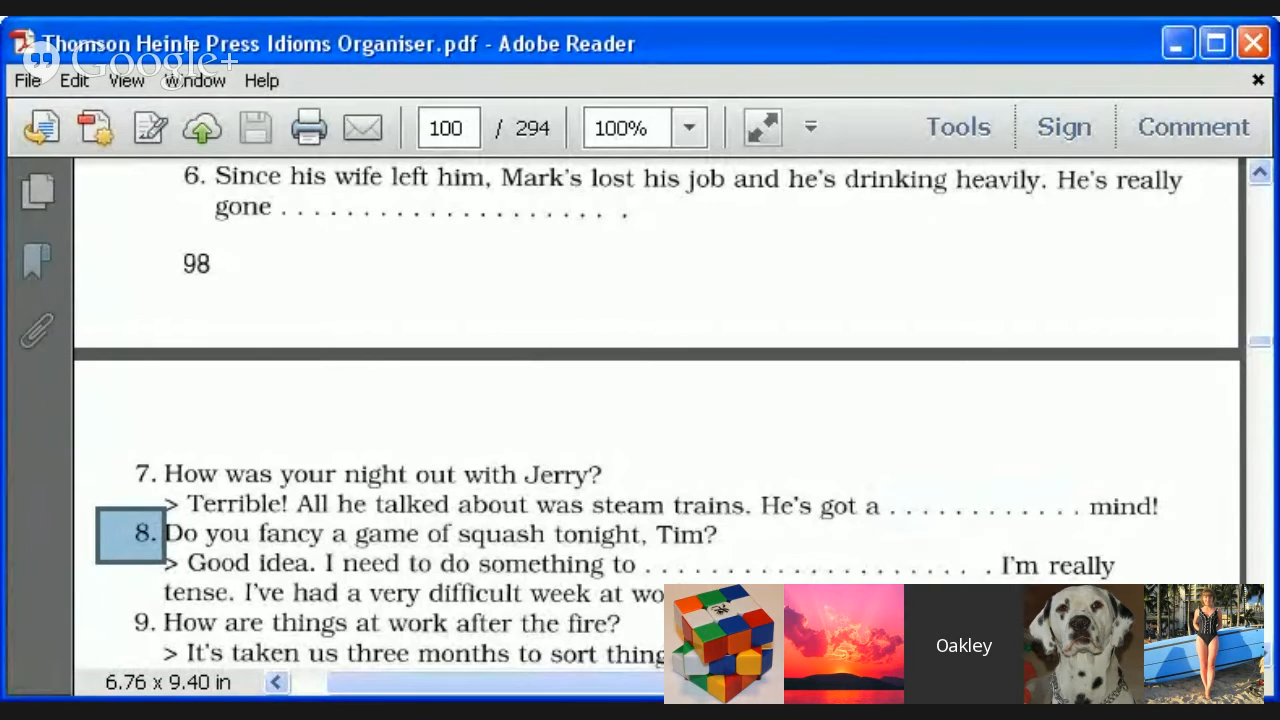 Thomson Heinle Press Idioms Organiser.pdf - Adobe Reader
Google+
File Edit View Window Help
100 / 294 100% Tools Sign Comment
6. Since his wife left him, Mark's lost his job and he's drinking heavily. He's really
gone . . . . . . . . . . . . . . . . . . . . .
98
7. How was your night out with Jerry?
> Terrible! All he talked about was steam trains. He's got a . . . . . . . . . . . . mind!
8. Do you fancy a game of squash tonight, Tim?
> Good idea. I need to do something to . . . . . . . . . . . . . . . . . . . . . I'm really
tense. I've had a very difficult week at wo
9. How are things at work after the fire?
> It's taken us three months to sort thing
Oakley
6.76 x 9.40 in